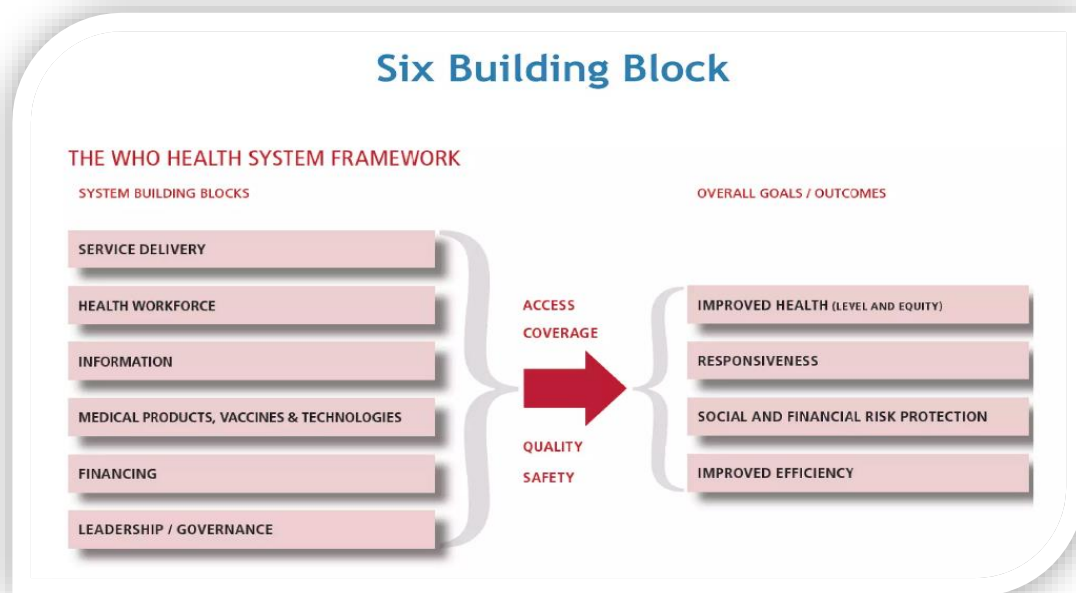 Six Building Block
THE WHO HEALTH SYSTEM FRAMEWORK
SYSTEM BUILDING BLOCKS
OVERALL GOALS / OUTCOMES
SERVICE DELIVERY
HEALTH WORKFORCE
INFORMATION
MEDICAL PRODUCTS, VACCINES & TECHNOLOGIES
FINANCING
LEADERSHIP / GOVERNANCE
ACCESS
COVERAGE
QUALITY
SAFETY
IMPROVED HEALTH (LEVEL AND EQUITY)
RESPONSIVENESS
SOCIAL AND FINANCIAL RISK PROTECTION
IMPROVED EFFICIENCY